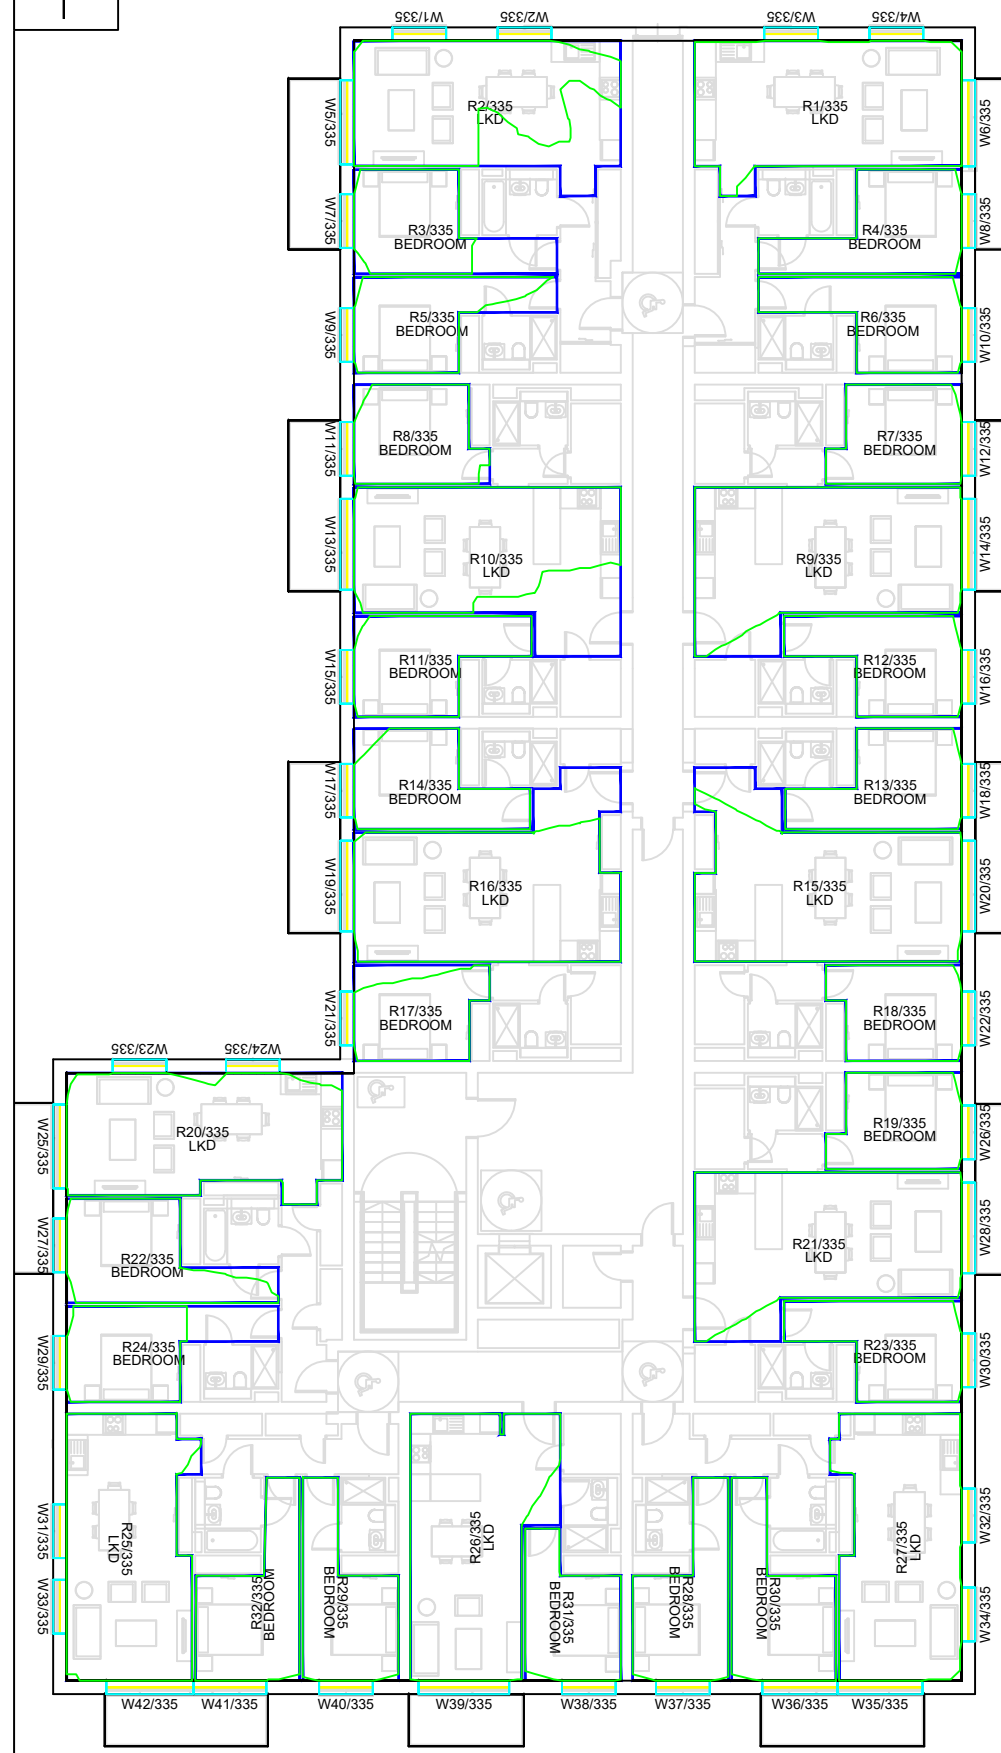 W1/335
W2/335
W3/335
W4/335
W5/335
R2/335
LKD
R1/335
LKD
W6/335
W7/335
R3/335
BEDROOM
R4/335
BEDROOM
W8/335
W9/335
R5/335
BEDROOM
R6/335
BEDROOM
W10/335
W11/335
R8/335
BEDROOM
R7/335
BEDROOM
W12/335
W13/335
R10/335
LKD
R9/335
LKD
W14/335
W15/335
R11/335
BEDROOM
R12/335
BEDROOM
W16/335
W17/335
R14/335
BEDROOM
R13/335
BEDROOM
W18/335
W19/335
R16/335
LKD
R15/335
LKD
W20/335
W21/335
R17/335
BEDROOM
R18/335
BEDROOM
W22/335
W23/335
W24/335
W25/335
R20/335
LKD
R19/335
BEDROOM
W26/335
W27/335
R22/335
BEDROOM
R21/335
LKD
W28/335
W29/335
R24/335
BEDROOM
R23/335
BEDROOM
W30/335
W31/335
R25/335
LKD
R26/335
LKD
R27/335
LKD
W32/335
W33/335
R32/335
BEDROOM
R29/335
BEDROOM
R31/335
BEDROOM
R28/335
BEDROOM
R30/335
BEDROOM
W34/335
W42/335
W41/335
W40/335
W39/335
W38/335
W37/335
W36/335
W35/335